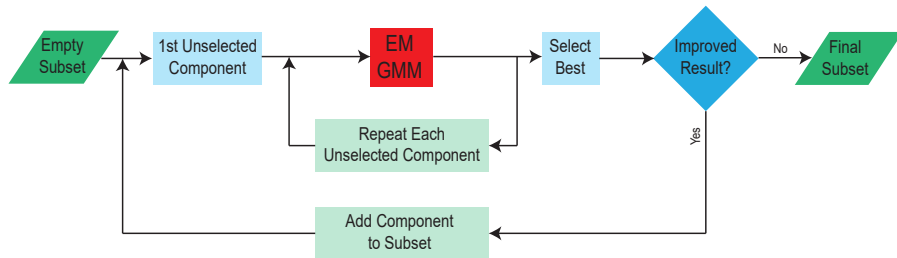 Empty
Subset
1st Unselected
Component
EM
GMM
Select
Best
Improved
Result?
No
Final
Subset
Repeat Each
Unselected Component
Yes
Add Component
to Subset